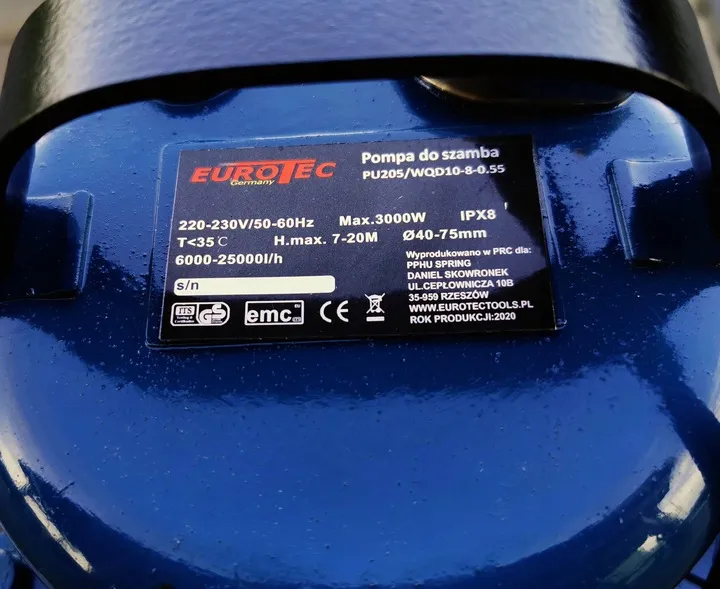 EUROTEC
Germany
Pompa do szamba
PU205/WQD10-8-0.55
220-230V/50-60Hz Max.3000W IPX8
T<35℃ H.max. 7-20M Ø40-75mm
6000-25000l/h
Wyprodukowano w PRC dla:
PPHU SPRING
DANIEL SKOWRONEK
UL.CEPŁOWNICZA 10B
35-959 RZESZÓW
WWW.EUROTECTOOLS.PL
ROK PRODUKCJI:2020
s/n
ITS
GS
emc
CE